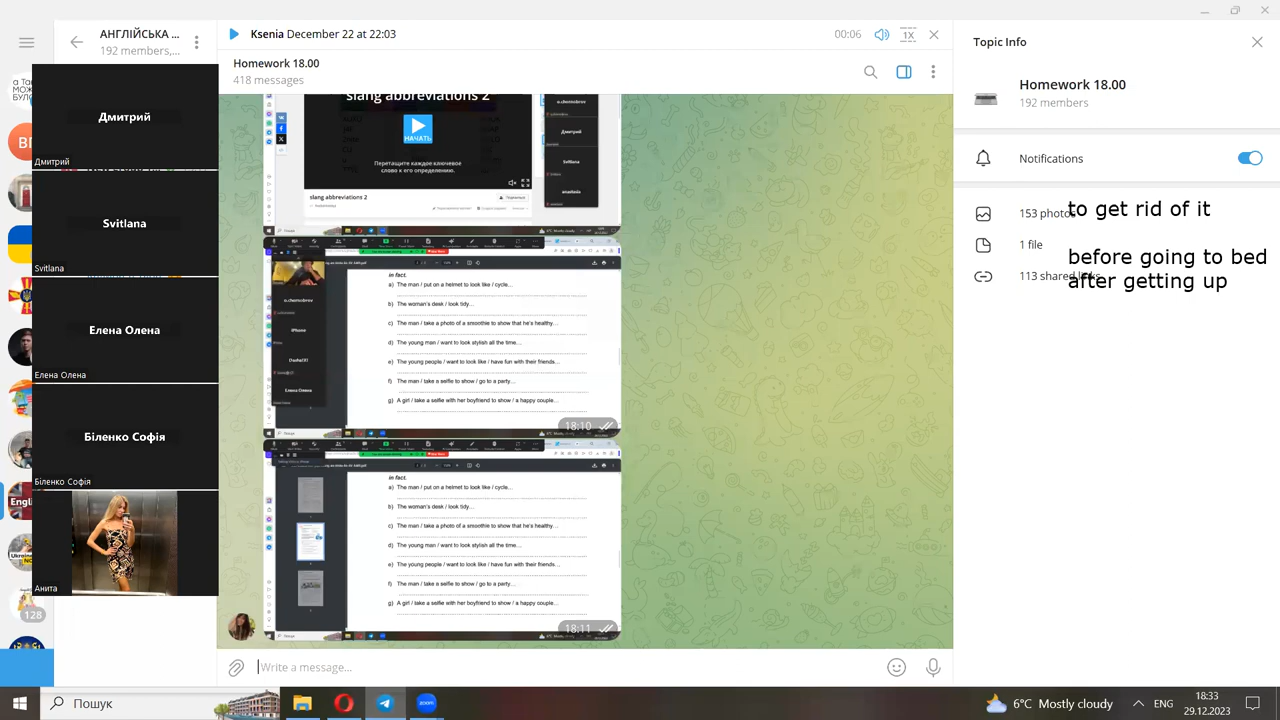 АНГЛІЙСЬКА ...
192 members,...
Ksenia December 22 at 22:03
00:06
1X
Topic Info
Homework 18.00
418 messages
Homework 18.00
192 members
Notifications
153 photo
to get rid or it
before going to bed
113 shared
after getting up
Дмитрий
Дмитрий
Svitlana
Svitlana
Елена Олена
Елена Олена
Біленко Софія
Біленко Софія
Анита
128
slang abbreviations 2
НАЧАТЬ
Перетащите каждое ключевое
слово к его определению.
slang abbreviations 2
Дмитрий
Svitlana
anastasiia
in fact.
a) The man / put on a helmet to look like / cycle...
b) The woman's desk / look tidy...
c) The man / take a photo of a smoothie to show that he's healthy...
d) The young man / want to look stylish all the time...
e) The young people / want to look like / have fun with their friends...
f) The man / take a selfie to show / go to a party...
g) A girl / take a selfie with her boyfriend to show / a happy couple...
o.chornobrov
iPhone
Елена Олена
18:10
in fact.
a) The man / put on a helmet to look like / cycle...
b) The woman's desk / look tidy...
c) The man / take a photo of a smoothie to show that he's healthy...
d) The young man / want to look stylish all the time...
e) The young people / want to look like / have fun with their friends...
f) The man / take a selfie to show / go to a party...
g) A girl / take a selfie with her boyfriend to show / a happy couple...
18:11
Write a message...
Пошук
zoom
6°C Mostly cloudy
ENG
18:33
29.12.2023